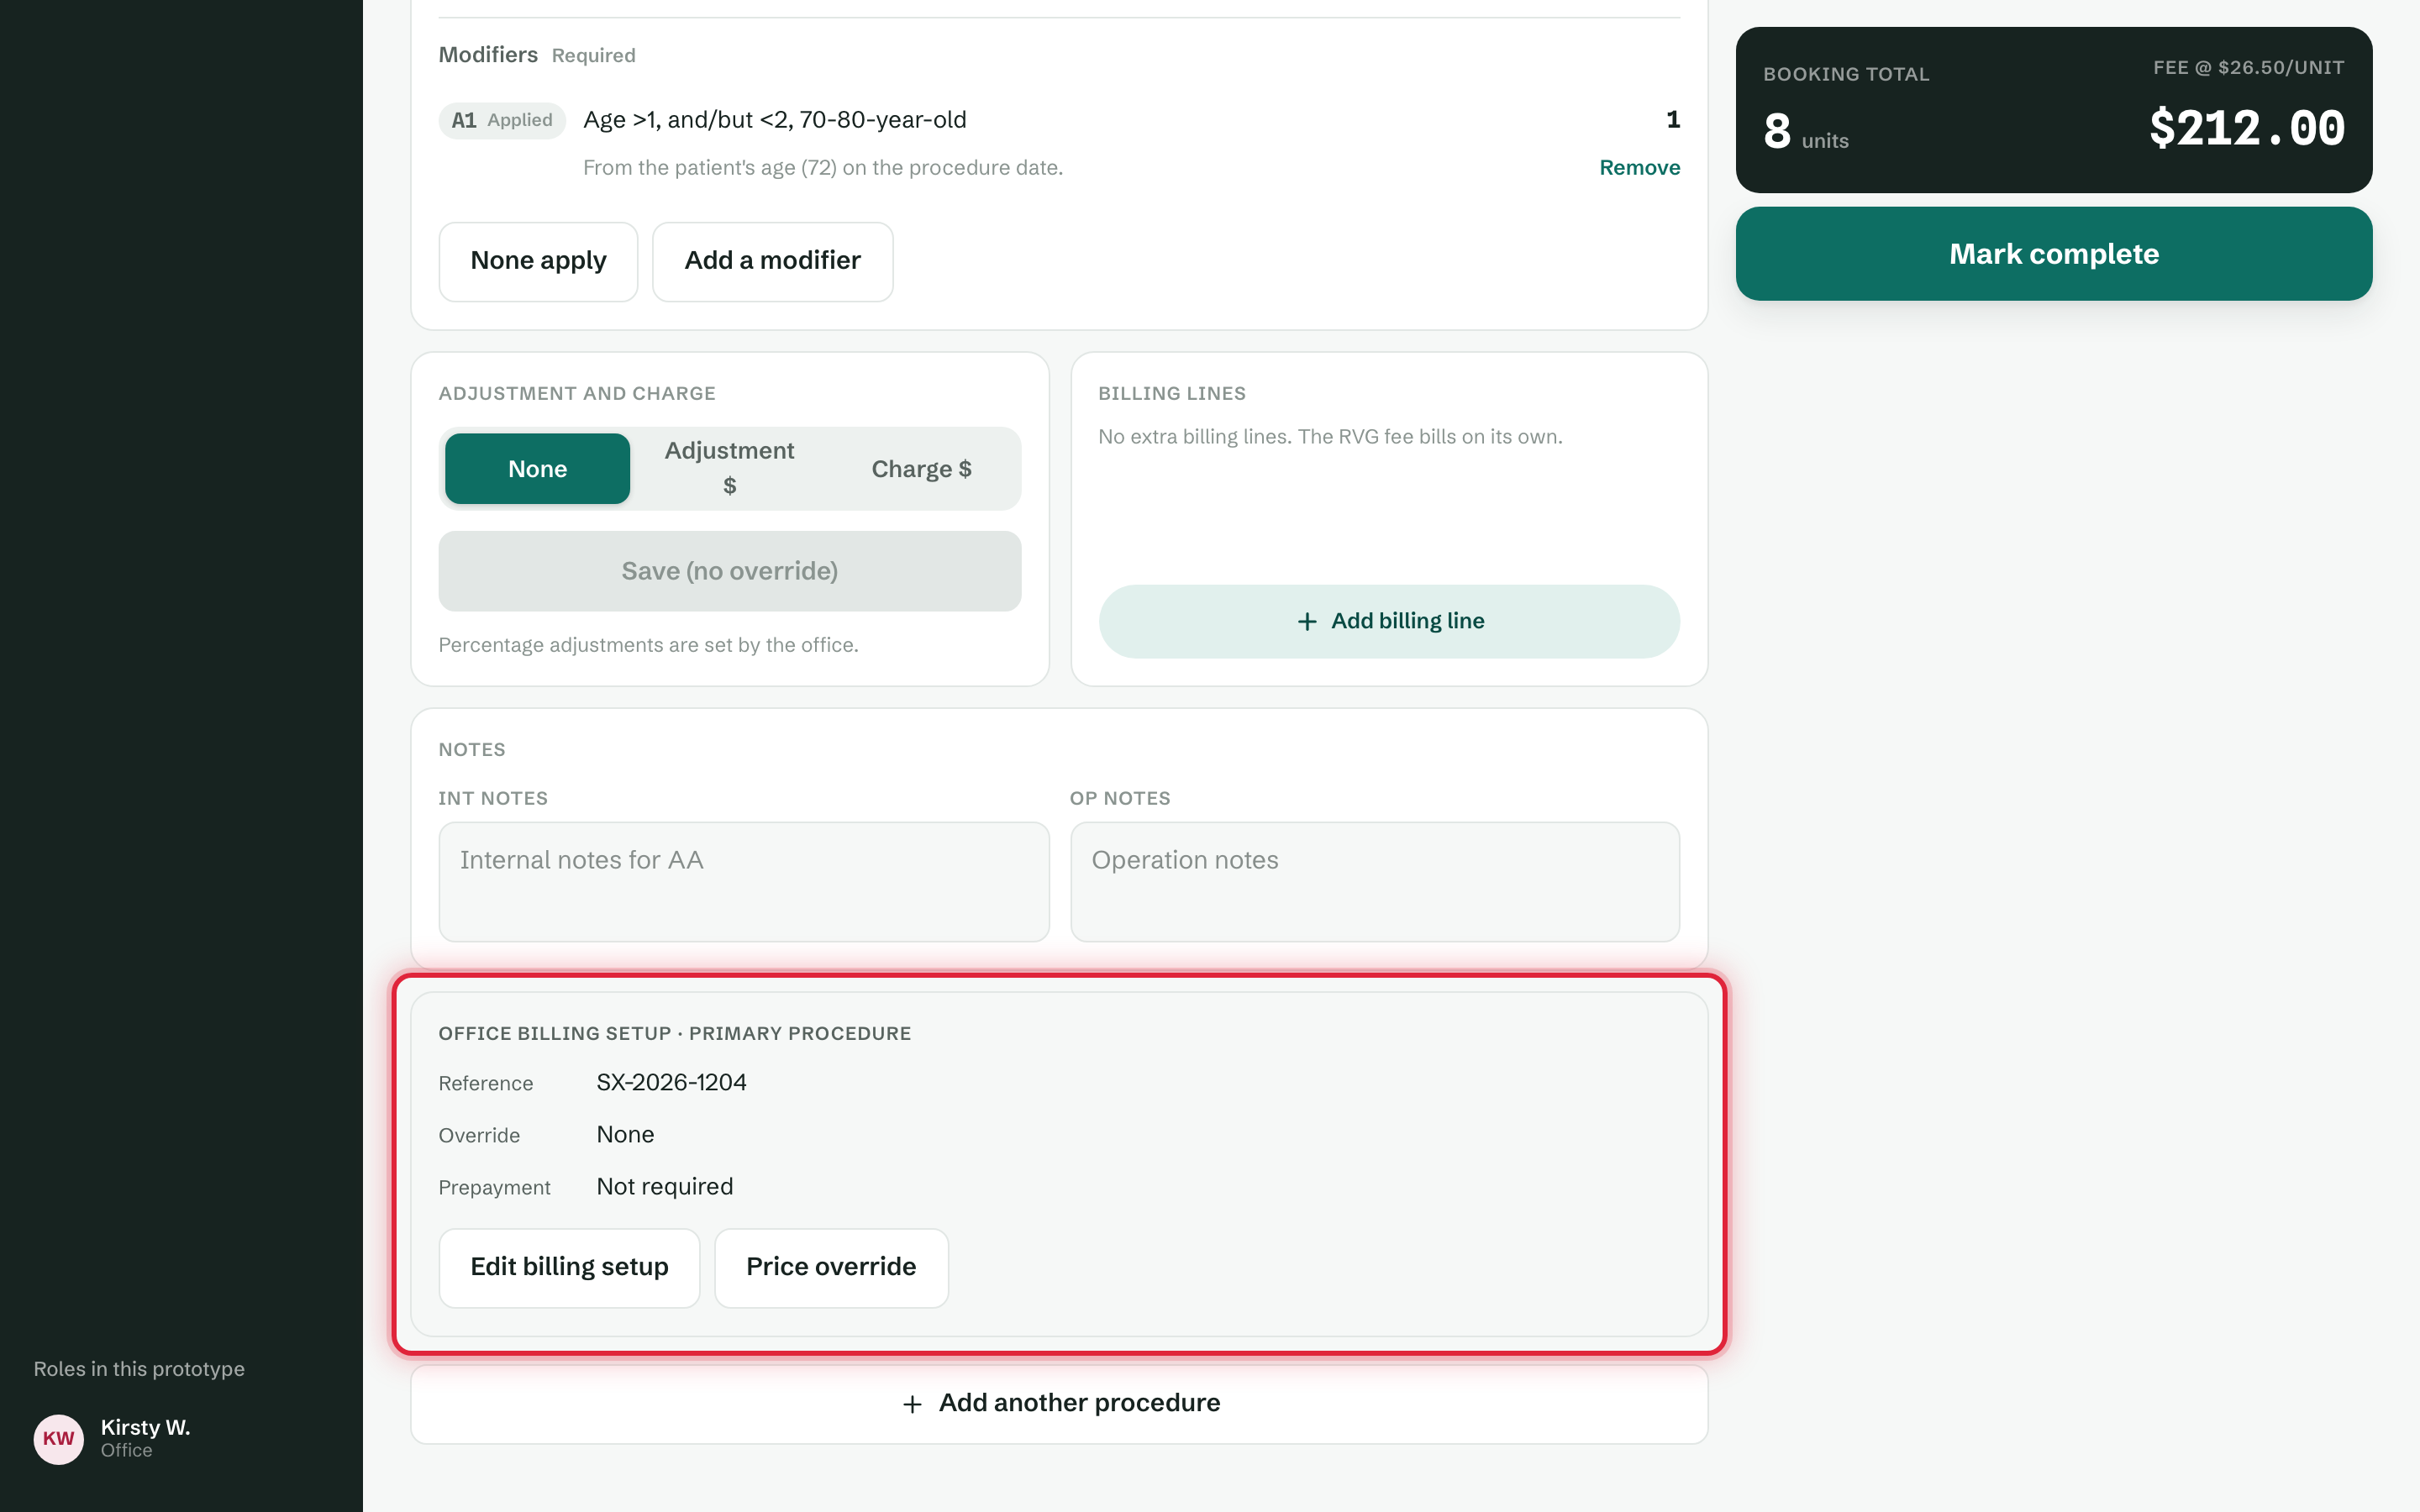 Modifiers Required
A1 Applied Age >1, and/but <2, 70-80-year-old 1
From the patient's age (72) on the procedure date. Remove
None apply Add a modifier
BOOKING TOTAL FEE @ $26.50/UNIT
8 units $212.00
Mark complete
ADJUSTMENT AND CHARGE
None
Adjustment
$
Charge $
Save (no override)
Percentage adjustments are set by the office.
BILLING LINES
No extra billing lines. The RVG fee bills on its own.
+ Add billing line
NOTES
INT NOTES
Internal notes for AA
OP NOTES
Operation notes
OFFICE BILLING SETUP · PRIMARY PROCEDURE
Reference SX-2026-1204
Override None
Prepayment Not required
Edit billing setup Price override
+ Add another procedure
Roles in this prototype
KW
Kirsty W.
Office